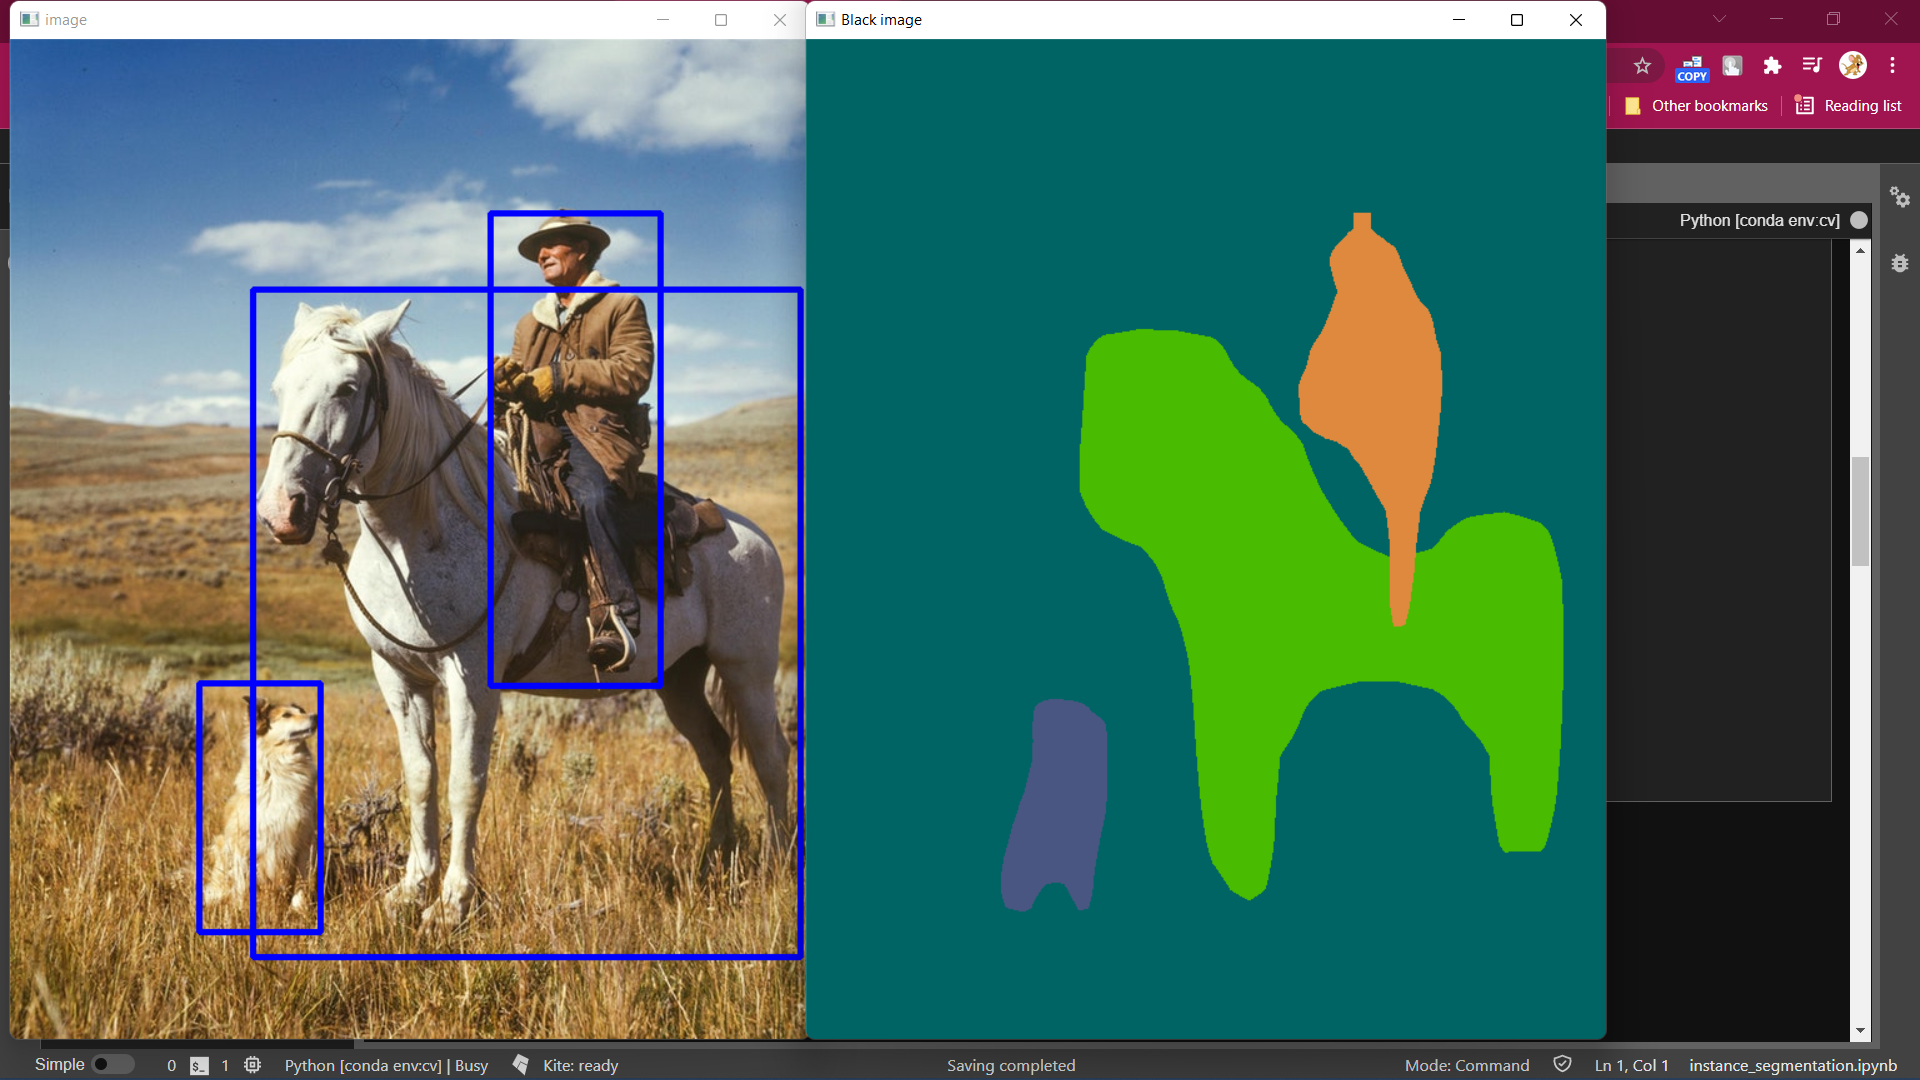 image
Black image
COPY
Other bookmarks
Reading list
Python [conda env:cv]
Simple
0
$_
1
Python [conda env:cv] | Busy
Kite: ready
Saving completed
Mode: Command
Ln 1, Col 1
instance_segmentation.ipynb